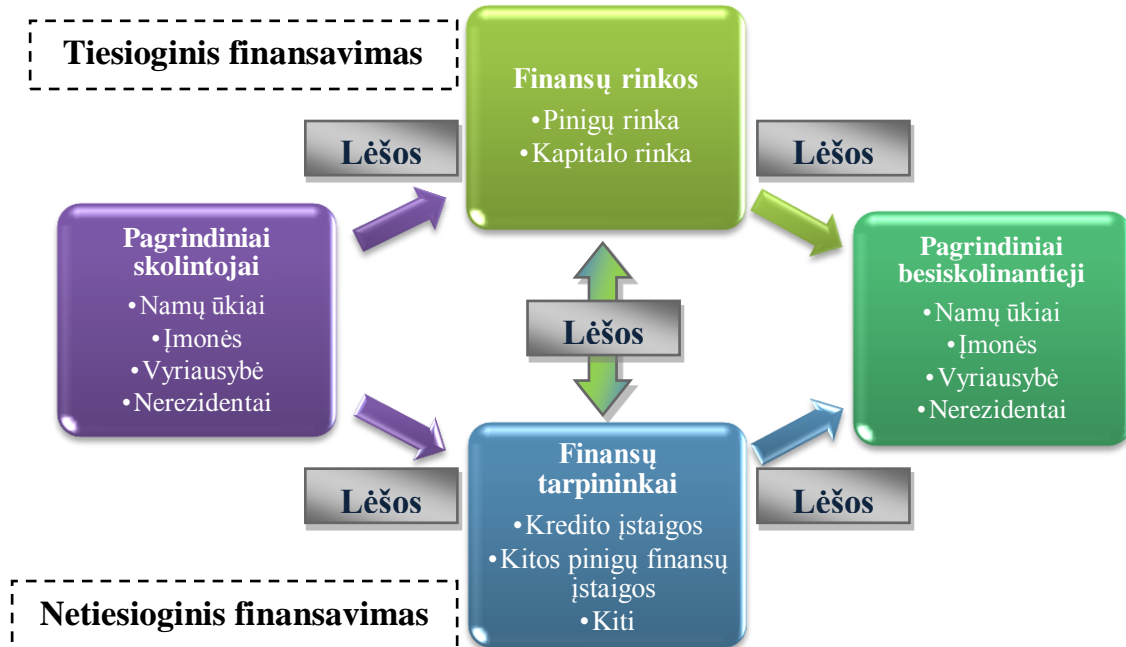 Tiesioginis finansavimas
Finansų rinkos
•Pinigų rinka
•Kapitalo rinka
Lėšos
Lėšos
Pagrindiniai
skolintojai
•Namų ūkiai
•Įmonės
•Vyriausybė
•Nerezidentai
Lėšos
Pagrindiniai
besiskolinantieji
•Namų ūkiai
•Įmonės
•Vyriausybė
•Nerezidentai
Lėšos
Finansų
tarpininkai
•Kredito įstaigos
•Kitos pinigų finansų
įstaigos
•Kiti
Lėšos
Netiesioginis finansavimas